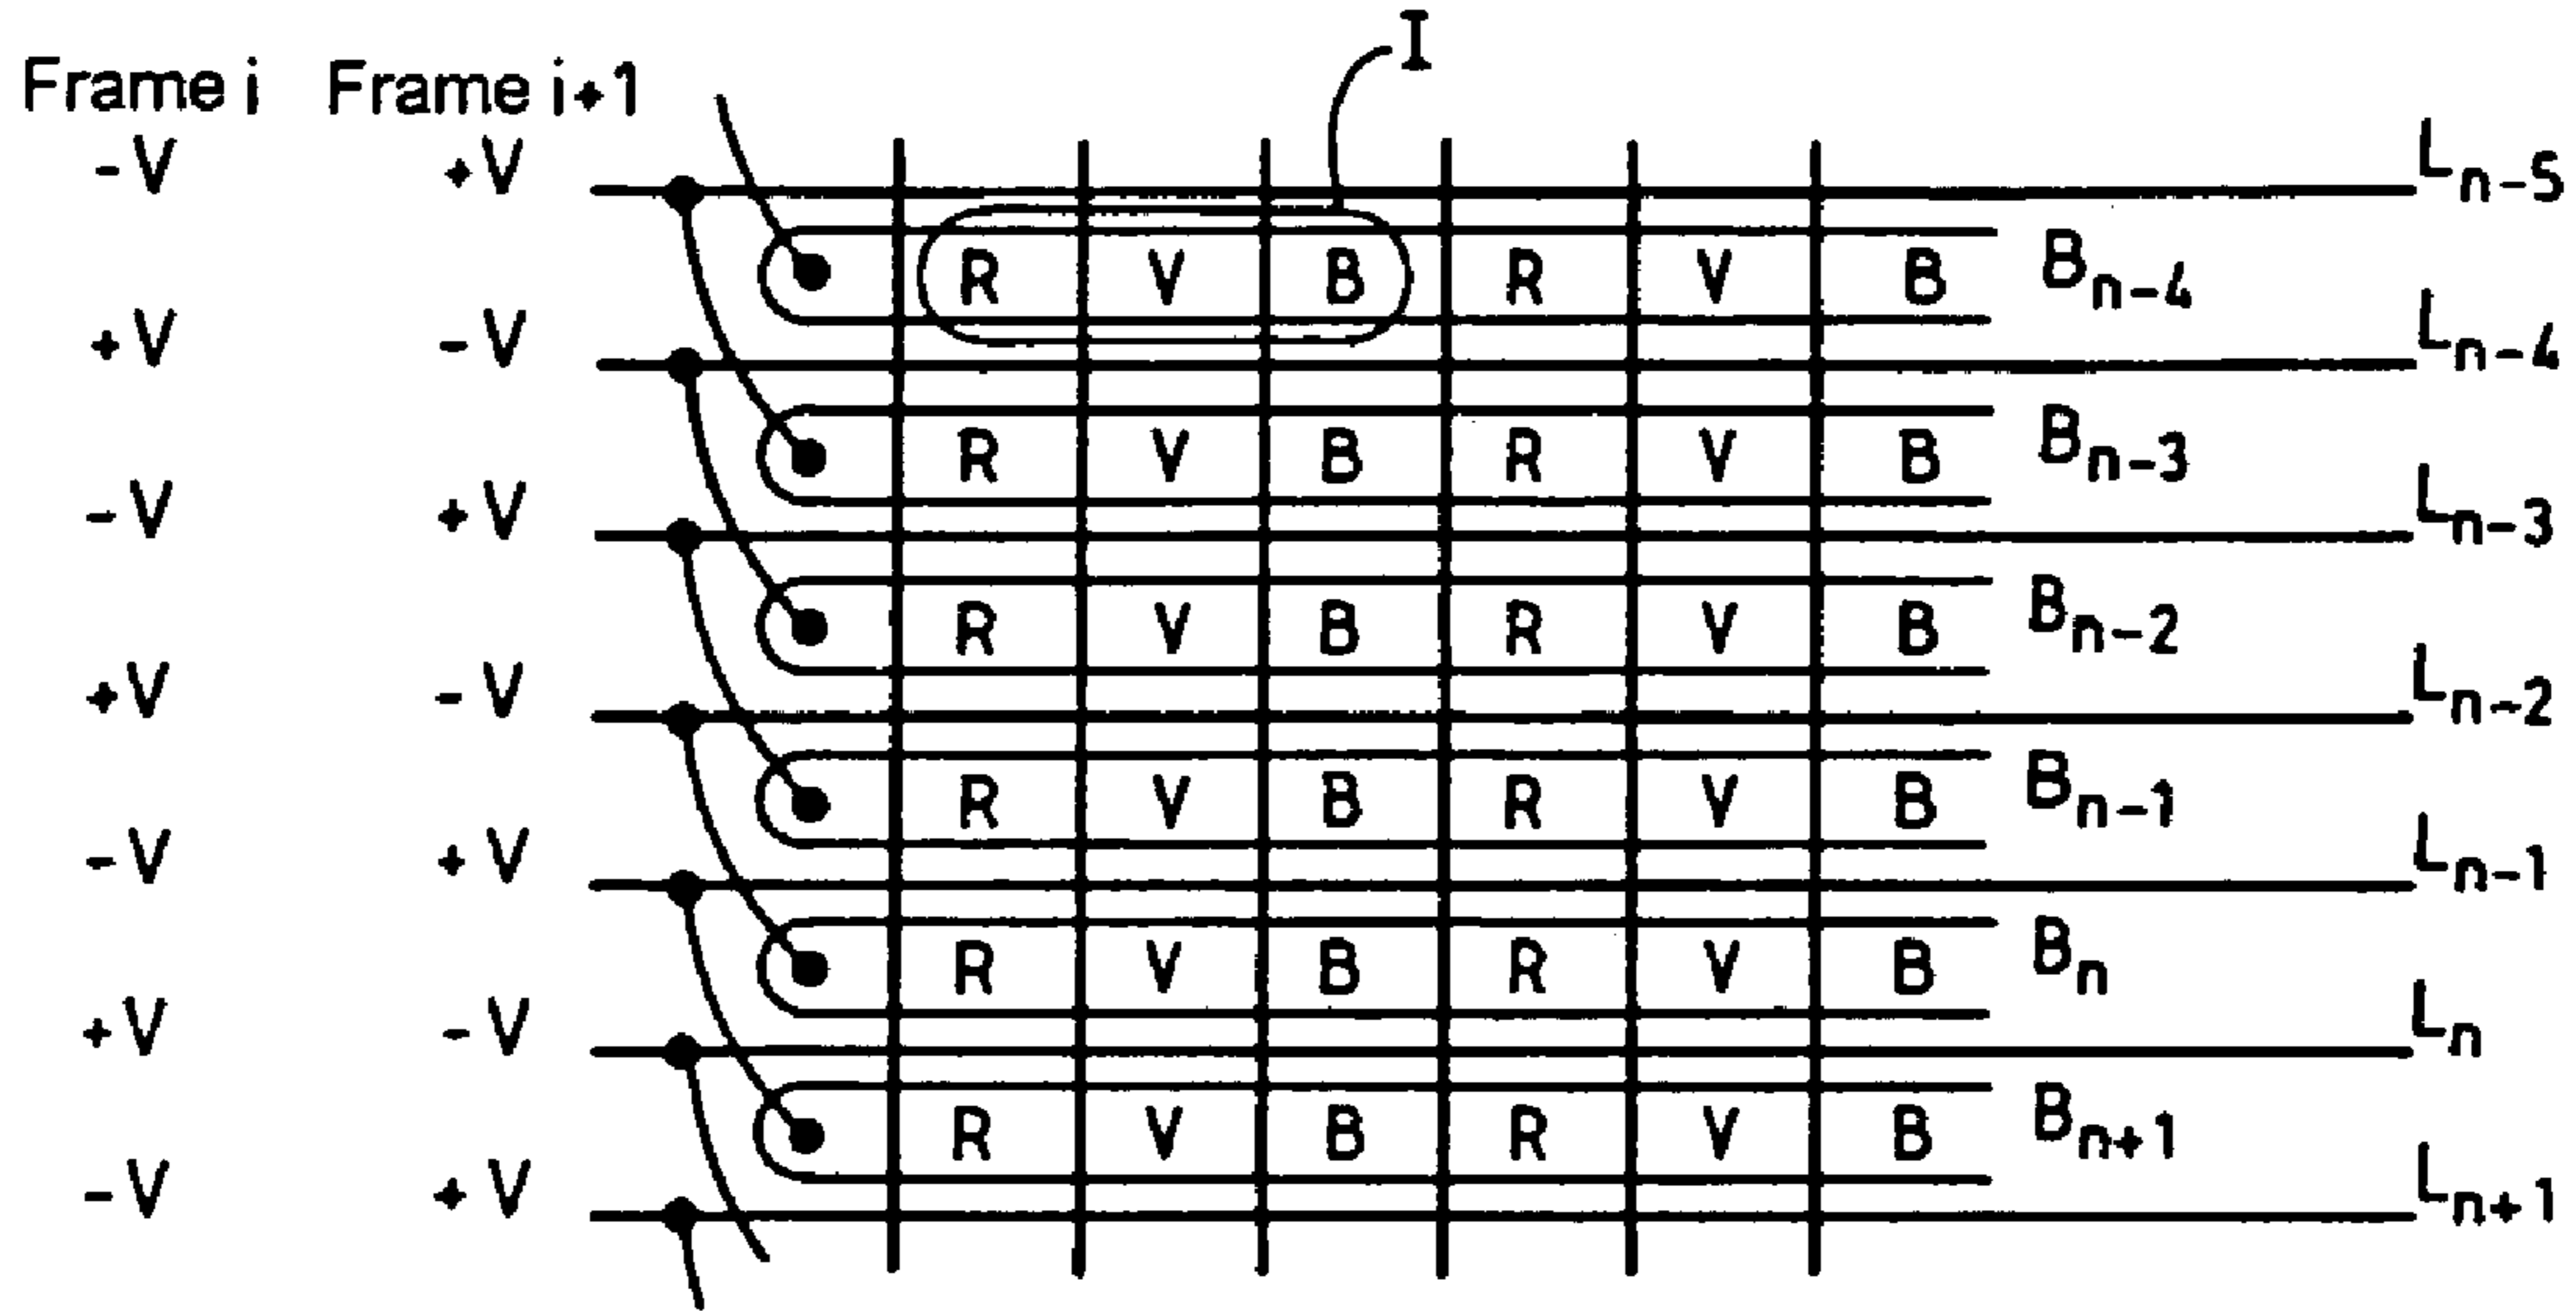 I
Frame i Frame i+1
-V +V L n-5
R V B R V B B n-4
+V -V L n-4
R V B R V B B n-3
-V +V L n-3
R V B R V B B n-2
+V -V L n-2
R V B R V B B n-1
-V +V L n-1
R V B R V B B n
+V -V L n
R V B R V B B n+1
-V +V L n+1